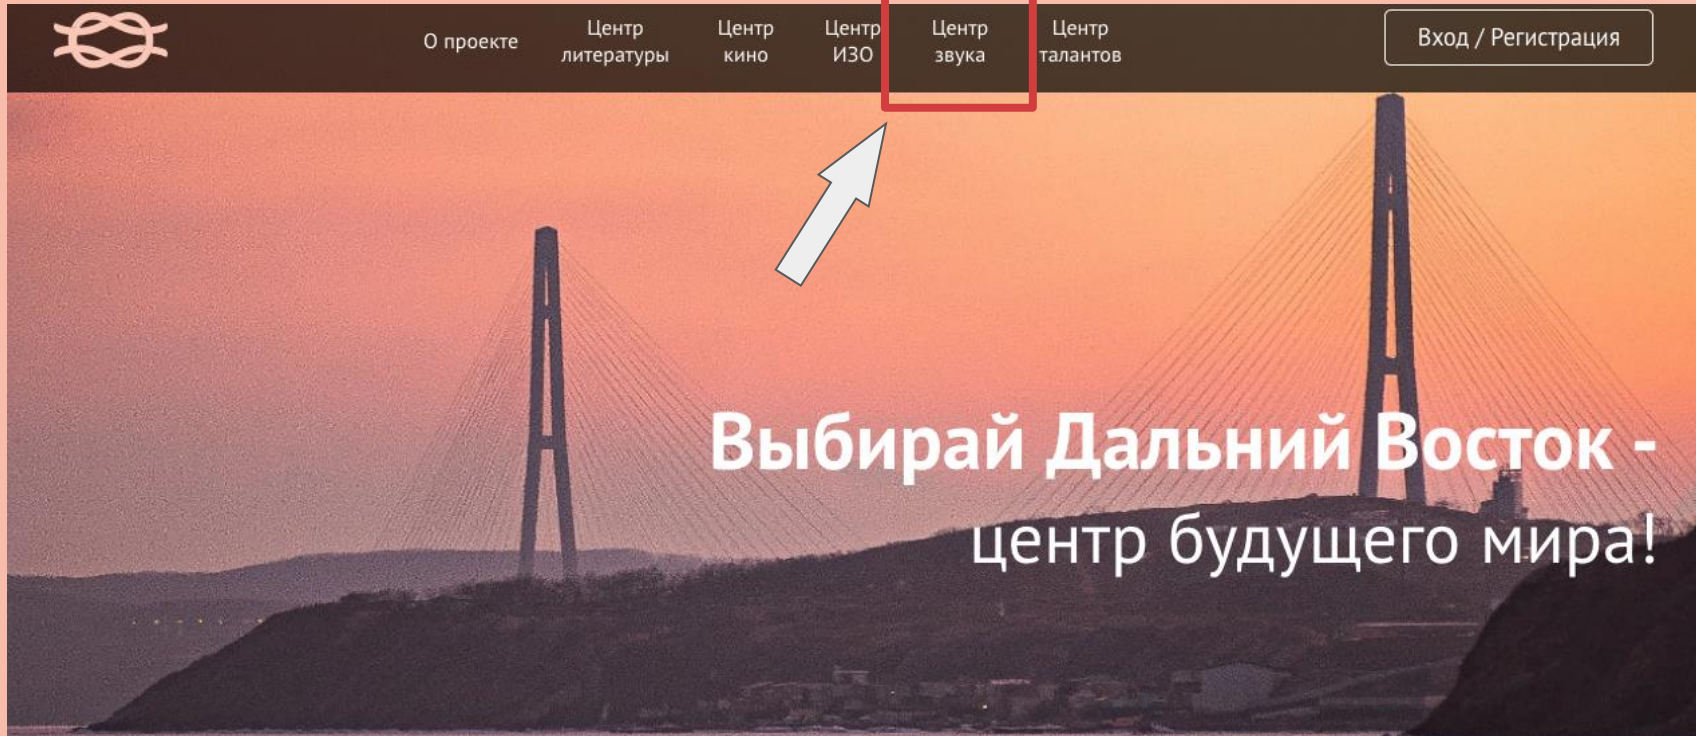 О проекте
Центр
литературы
Центр
кино
Центр
ИЗО
Центр
звука
Центр
талантов
Вход / Регистрация
Выбирай Дальний Восток -
центр будущего мира!